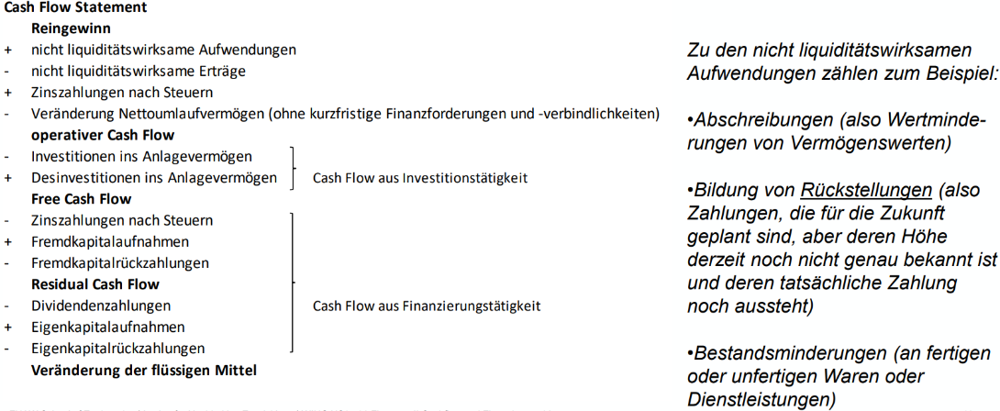 Cash Flow Statement
Reingewinn
+ nicht liquiditätswirksame Aufwendungen
- nicht liquiditätswirksame Erträge
+ Zinszahlungen nach Steuern
- Veränderung Nettoumlaufvermögen (ohne kurzfristige Finanzforderungen und -verbindlichkeiten)
operativer Cash Flow
- Investitionen ins Anlagevermögen
+ Desinvestitionen ins Anlagevermögen
Cash Flow aus Investitionstätigkeit
Free Cash Flow
- Zinszahlungen nach Steuern
+ Fremdkapitalaufnahmen
- Fremdkapitalrückzahlungen
Residual Cash Flow
- Dividendenzahlungen
Cash Flow aus Finanzierungstätigkeit
+ Eigenkapitalaufnahmen
- Eigenkapitalrückzahlungen
Veränderung der flüssigen Mittel
Zu den nicht liquiditätswirksamen
Aufwendungen zählen zum Beispiel:
•Abschreibungen (also Wertminde-
rungen von Vermögenswerten)
•Bildung von Rückstellungen (also
Zahlungen, die für die Zukunft
geplant sind, aber deren Höhe
derzeit noch nicht genau bekannt ist
und deren tatsächliche Zahlung
noch aussteht)
•Bestandsminderungen (an fertigen
oder unfertigen Waren oder
Dienstleistungen)